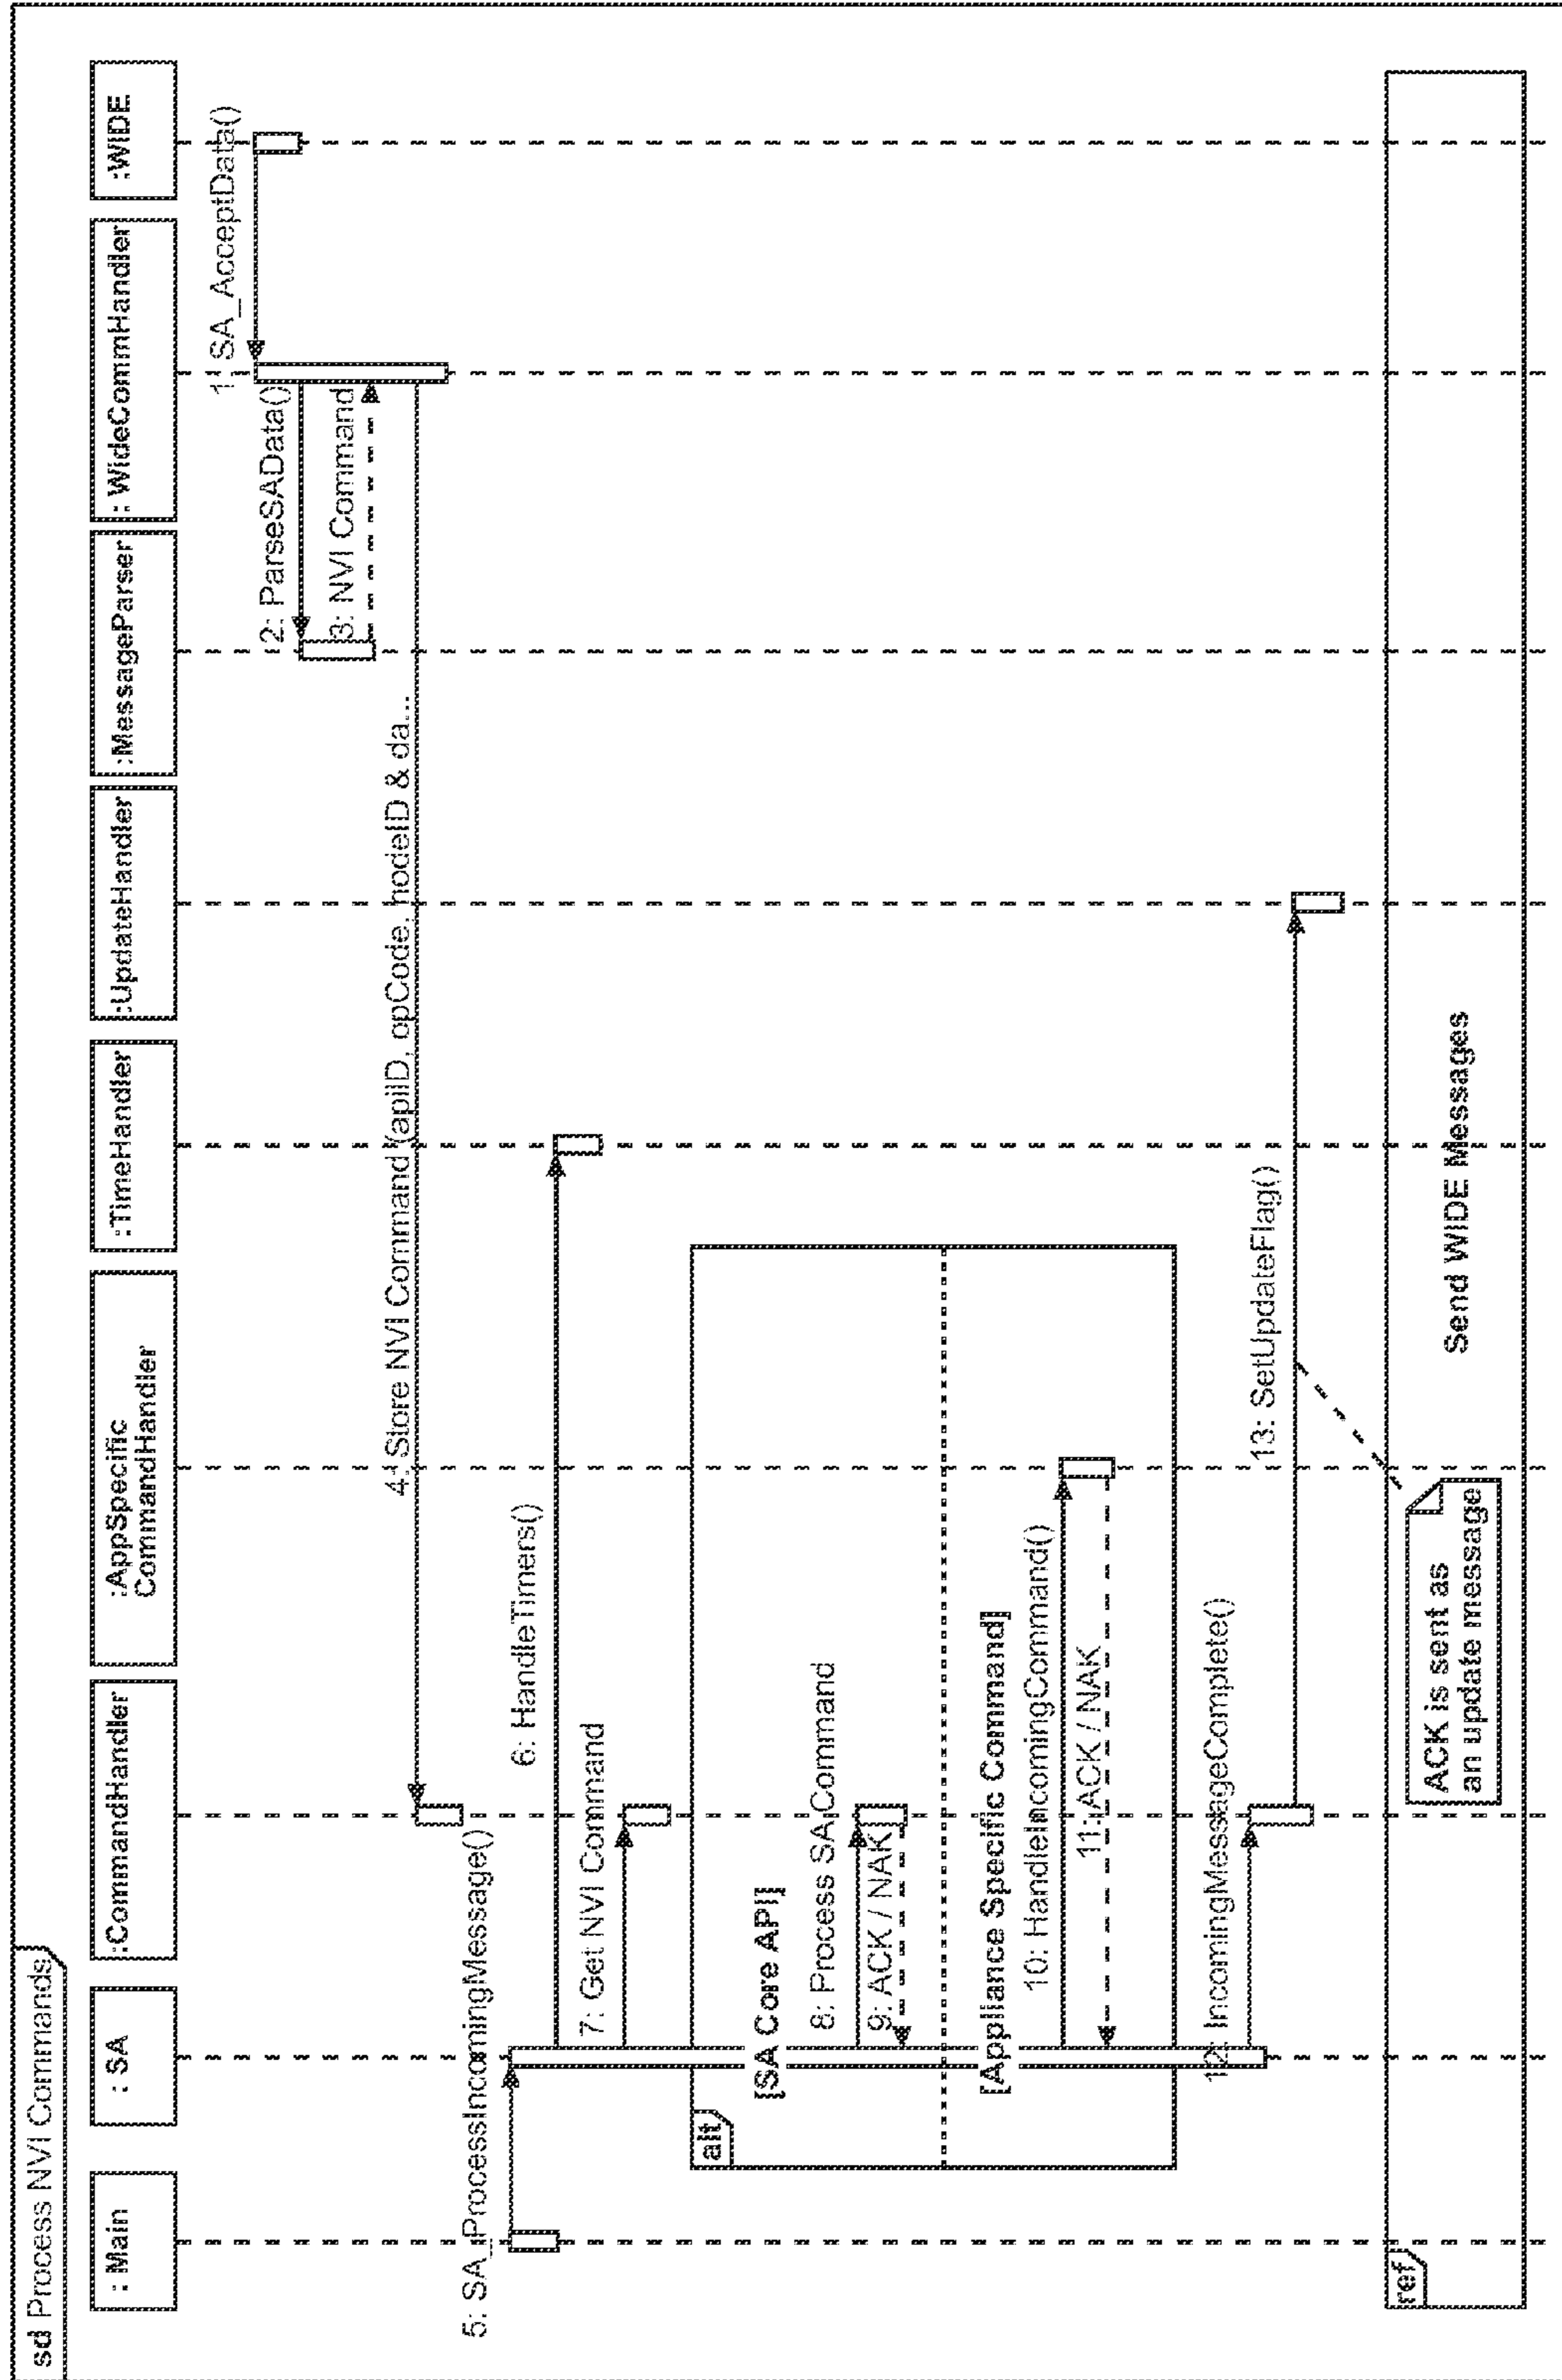 sd Process NVI Commands
: Main
: SA
:CommandHandler
:AppSpecific
CommandHandler
:TimeHandler
:UpdateHandler
:MessageParser
: WideCommHandler
:WIDE
1: SA_AcceptData()
2: ParseSAData()
3: NVI Command
4: Store NVI Command (apiID, opCode, nodeID & da...
5: SA_ProcessIncomingMessage()
6: HandleTimers()
7: Get NVI Command
alt
[SA Core API]
8: Process SA Command
9: ACK / NAK
[Appliance Specific Command]
10: HandleIncomingCommand()
11: ACK / NAK
12: IncomingMessageComplete()
13: SetUpdateFlag()
ref
ACK is sent as
an update message
Send WIDE Messages